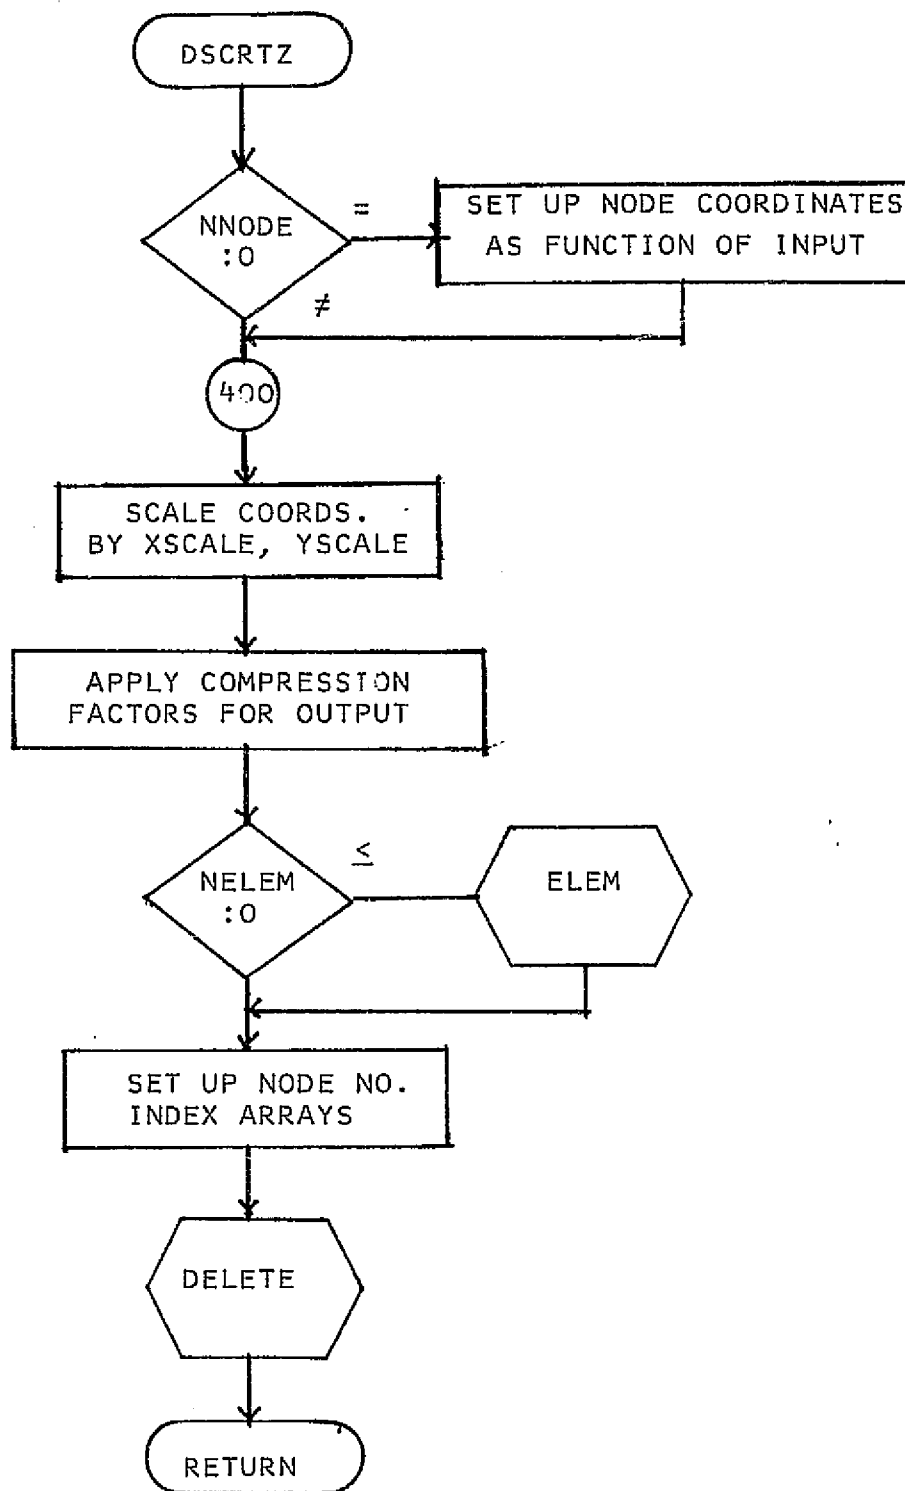 DSCRTZ
NNODE
:0
=
SET UP NODE COORDINATES
AS FUNCTION OF INPUT
≠
400
SCALE COORDS.
BY XSCALE, YSCALE
APPLY COMPRESSION
FACTORS FOR OUTPUT
NELEM
:0
≤
ELEM
SET UP NODE NO.
INDEX ARRAYS
DELETE
RETURN